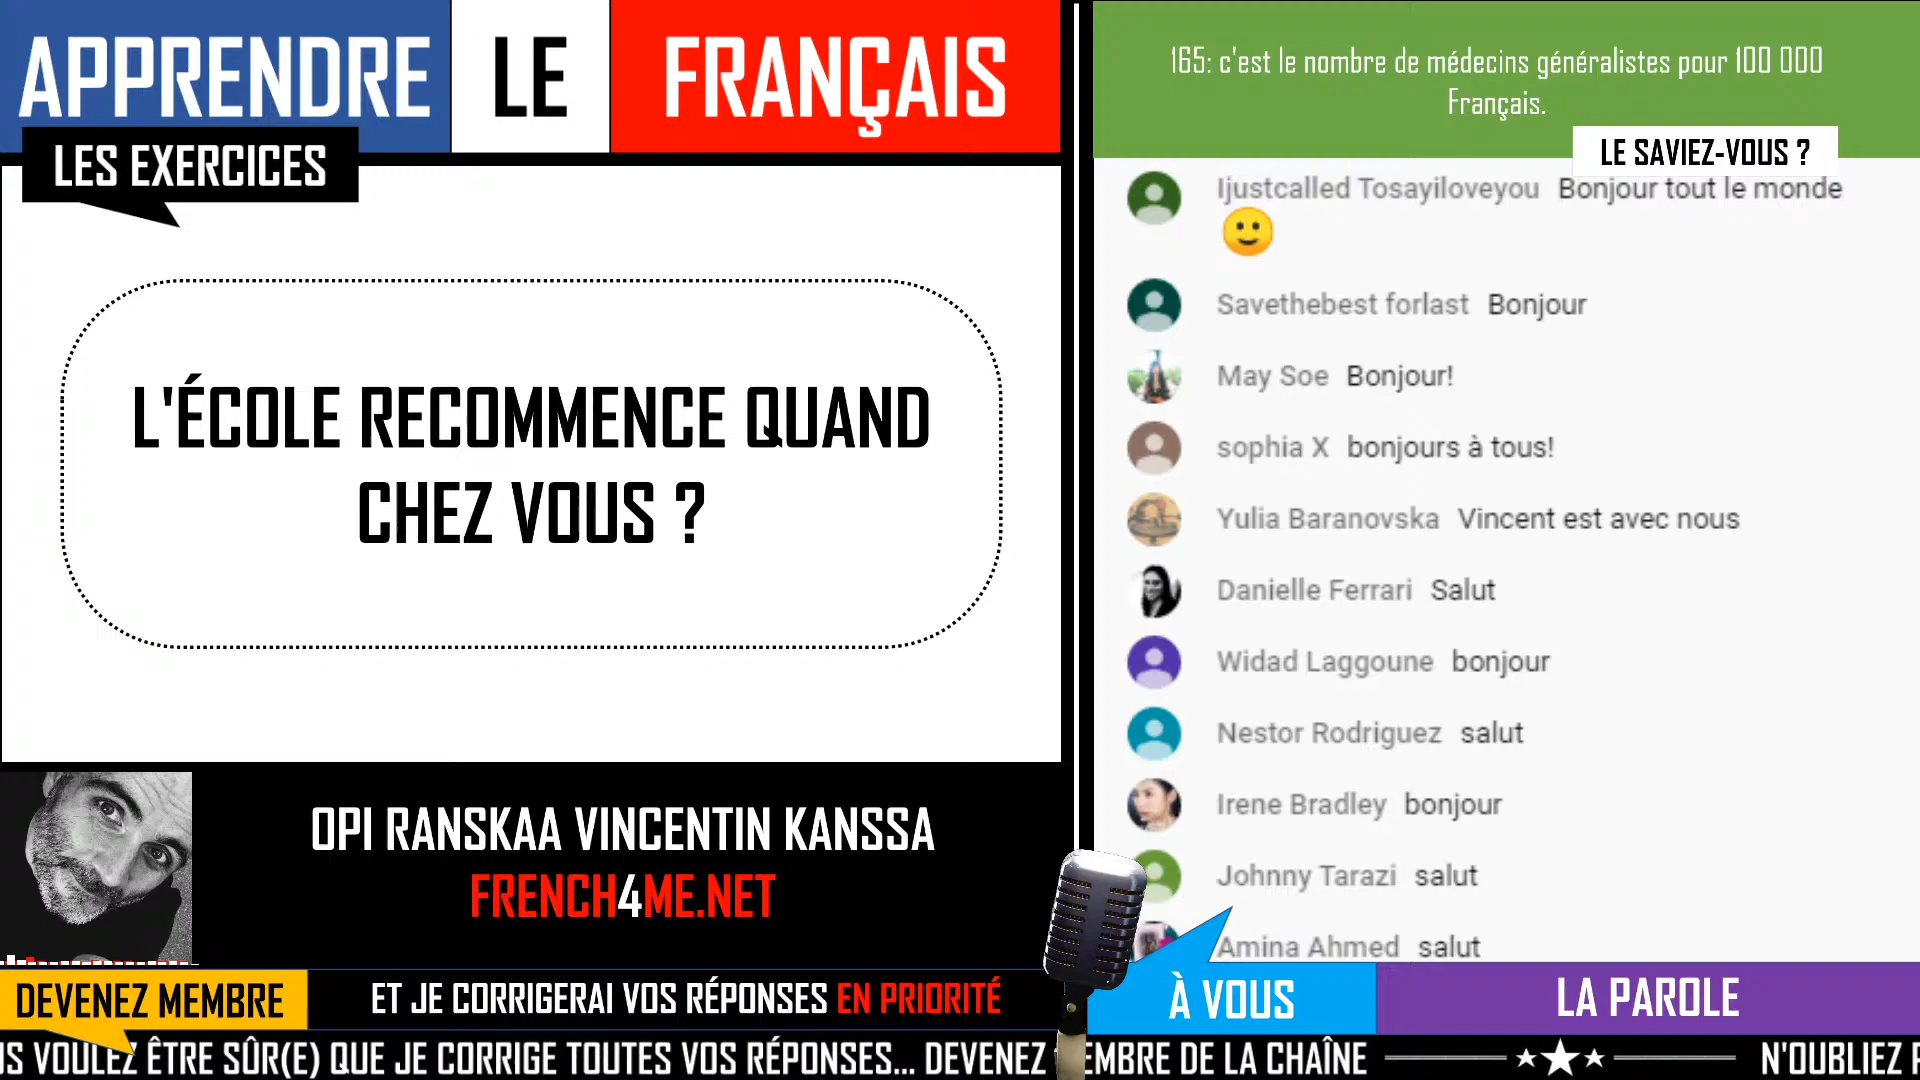 APPRENDRE LE FRANÇAIS
LES EXERCICES
L'ÉCOLE RECOMMENCE QUAND
CHEZ VOUS ?
OPI RANSKAA VINCENTIN KANSSA
FRENCH4ME.NET
165: c'est le nombre de médecins généralistes pour 100 000
Français.
LE SAVIEZ-VOUS ?
Ijustcalled Tosayiloveyou Bonjour tout le monde
Savethebest forlast Bonjour
May Soe Bonjour!
sophia X bonjours à tous!
Yulia Baranovska Vincent est avec nous
Danielle Ferrari Salut
Widad Laggoune bonjour
Nestor Rodriguez salut
Irene Bradley bonjour
Johnny Tarazi salut
Amina Ahmed salut
DEVENEZ MEMBRE ET JE CORRIGERAI VOS RÉPONSES EN PRIORITÉ
À VOUS LA PAROLE
VOULEZ ÊTRE SÛR(E) QUE JE CORRIGE TOUTES VOS RÉPONSES... DEVENEZ EMBRE DE LA CHAÎNE N'OUBLIEZ